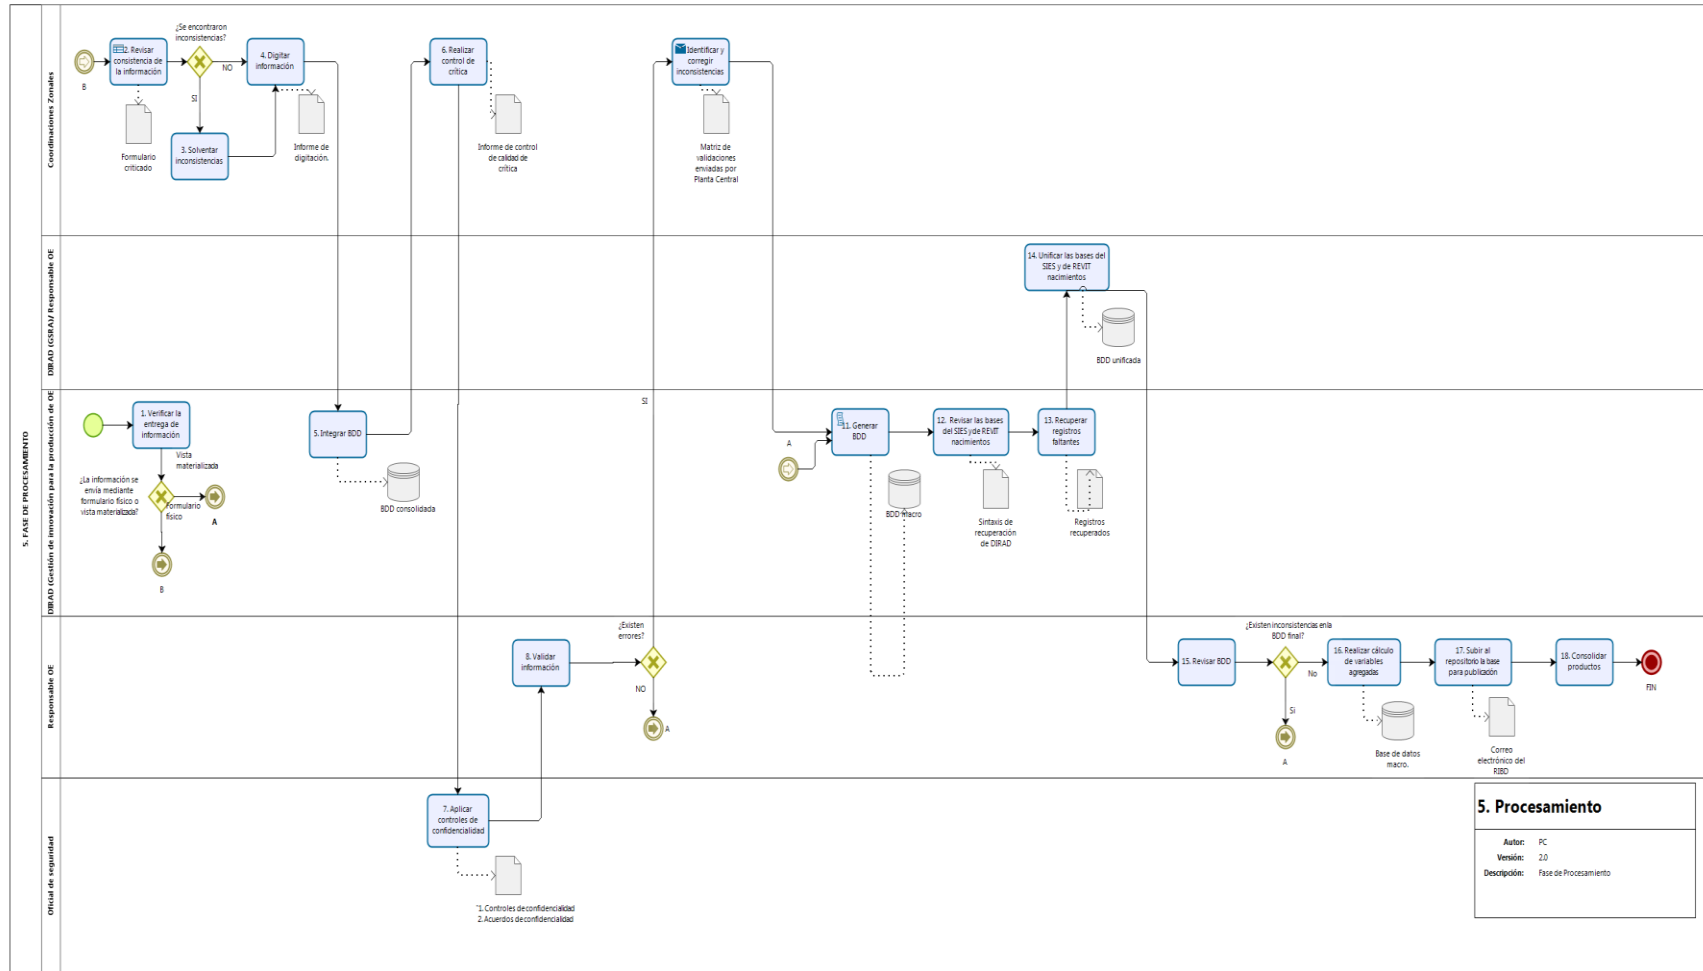 5. FASE DE PROCESAMIENTO
Coordinaciones Zonales
¿Se encontraron
inconsistencias?
B
2. Revisar
consistencia de
la información
NO
SI
4. Digitar
información
3. Solventar
inconsistencias
Formulario
criticado
Informe de
digitación.
6. Realizar
control de
crítica
Informe de control
de calidad de
crítica
Identificar y
corregir
inconsistencias
Matriz de
validaciones
enviadas por
Planta Central
DIRAD (GSRA)/ Responsable OE
14. Unificar las bases del
SIES y de REVIT
nacimientos
BDD unificada
DIRAD (Gestión de innovación para la producción de OE
1. Verificar la
entrega de
información
Vista
materializada
¿La información se
envía mediante
formulario físico o
vista materializada?
Formulario
físico
A
B
5. Integrar BDD
BDD consolidada
SI
A
11. Generar
BDD
BDD macro
12. Revisar las bases
del SIES y de REVIT
nacimientos
Sintaxis de
recuperación
de DIRAD
13. Recuperar
registros
faltantes
Registros
recuperados
Responsable OE
8. Validar
información
¿Existen
errores?
NO
A
15. Revisar BDD
¿Existen inconsistencias en la
BDD final?
No
Si
A
16. Realizar cálculo
de variables
agregadas
Base de datos
macro.
17. Subir al
repositorio la base
para publicación
Correo
electrónico del
RIBD
18. Consolidar
productos
FIN
Oficial de seguridad
7. Aplicar
controles de
confidencialidad
"1. Controles de confidencialidad
2. Acuerdos de confidencialidad
5. Procesamiento
Autor: PC
Versión: 2.0
Descripción: Fase de Procesamiento